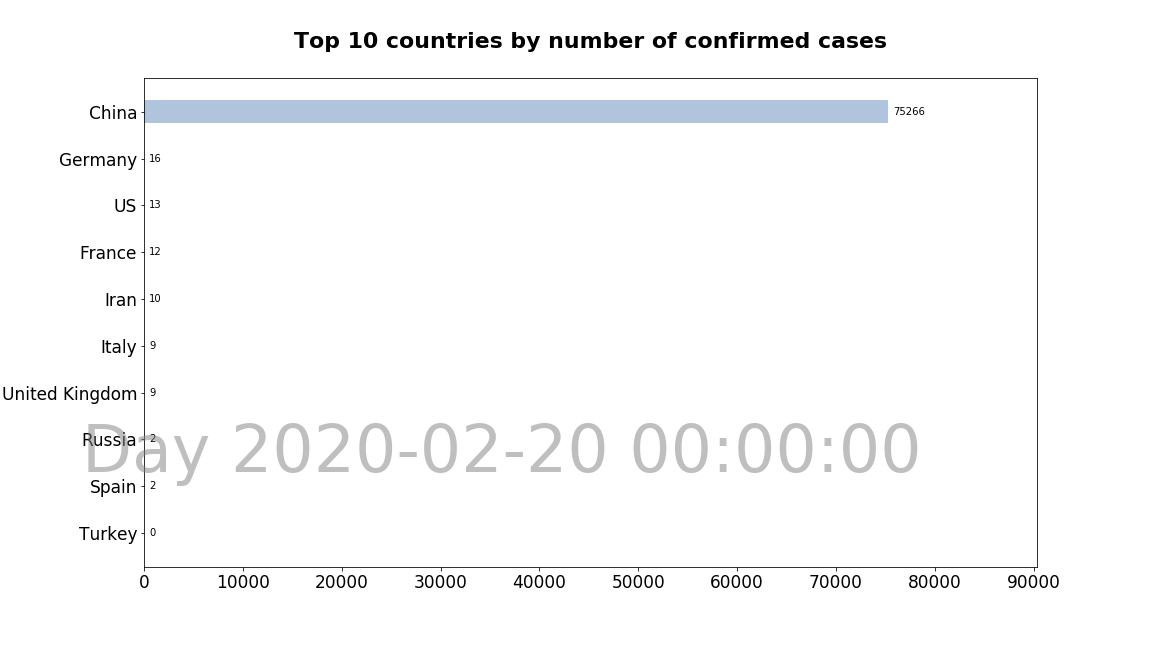 Top 10 countries by number of confirmed cases
China 75266
Germany 16
US 13
France 12
Iran 10
Italy 9
United Kingdom 9
Russia 2
Day 2020-02-20 00:00:00
Spain 2
Turkey 0
0 10000 20000 30000 40000 50000 60000 70000 80000 90000